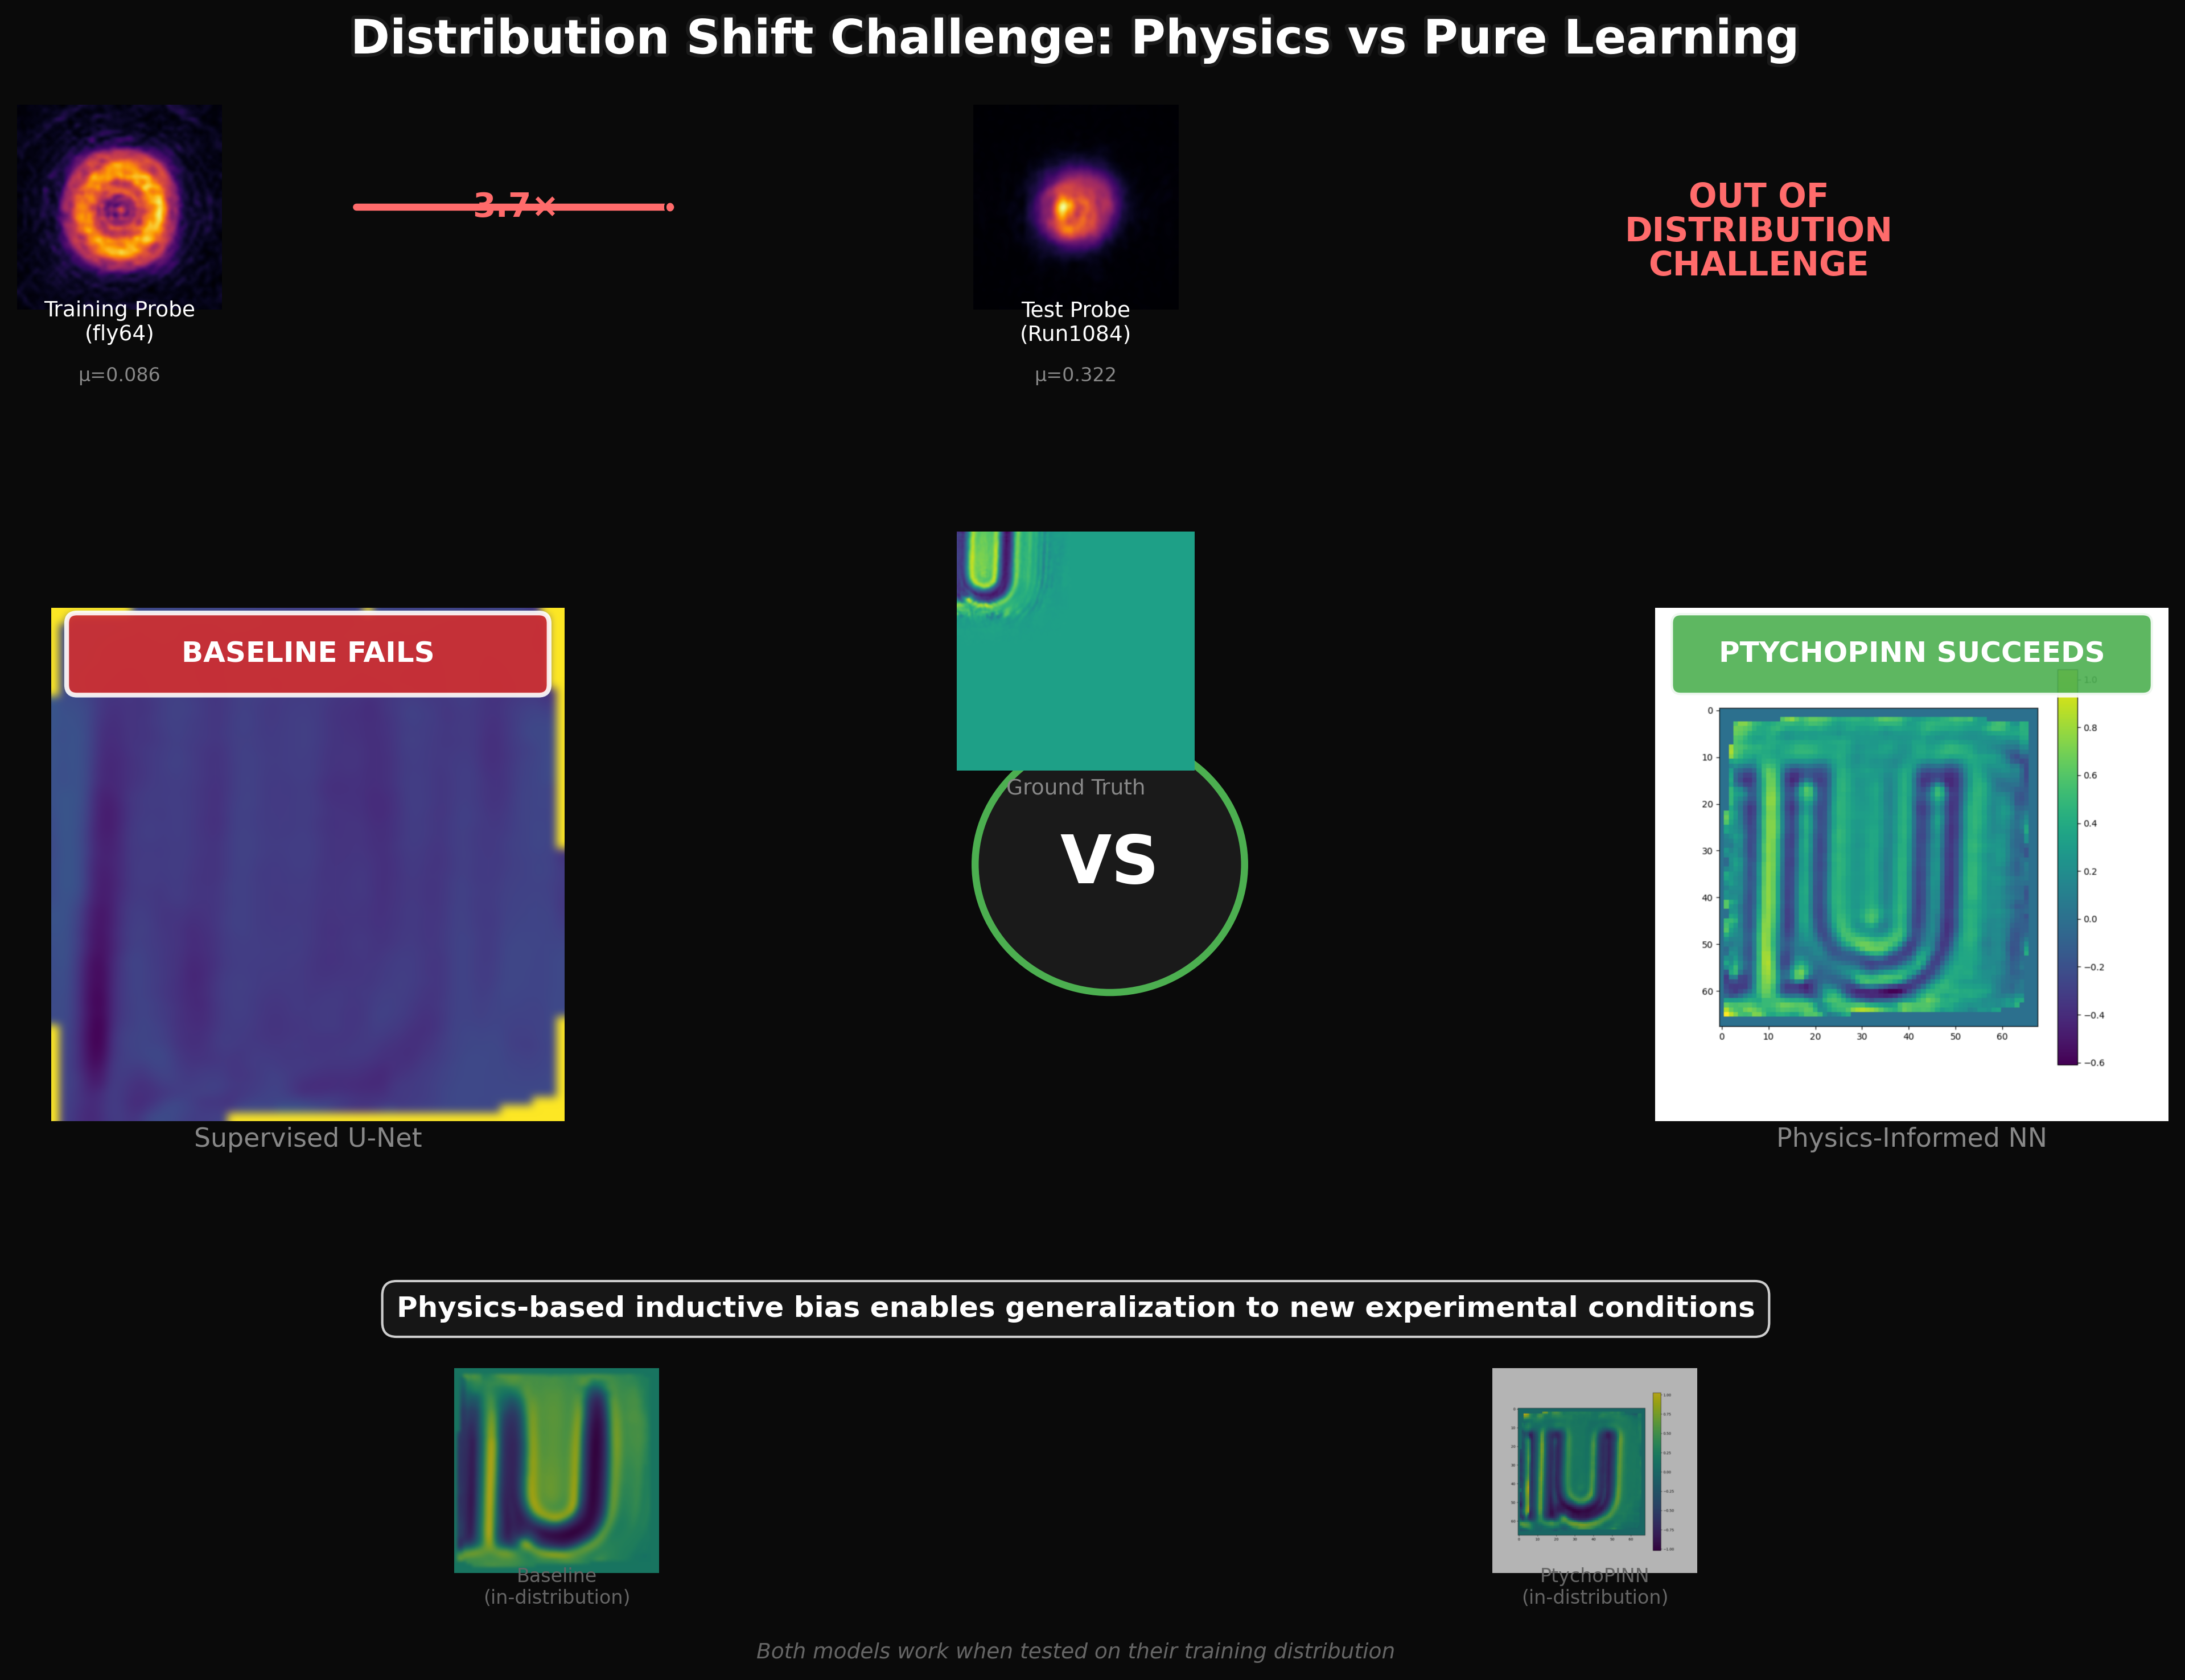 Distribution Shift Challenge: Physics vs Pure Learning
3.7×
OUT OF
DISTRIBUTION
CHALLENGE
Training Probe
(fly64)
μ=0.086
Test Probe
(Run1084)
μ=0.322
BASELINE FAILS
Supervised U-Net
Ground Truth
VS
PTYCHOPINN SUCCEEDS
1.0
0.8
0.6
0.4
0.2
0.0
−0.2
−0.4
−0.6
0
10
20
30
40
50
60
0 10 20 30 40 50 60
Physics-Informed NN
Physics-based inductive bias enables generalization to new experimental conditions
Baseline
(in-distribution)
PtychoPINN
(in-distribution)
Both models work when tested on their training distribution